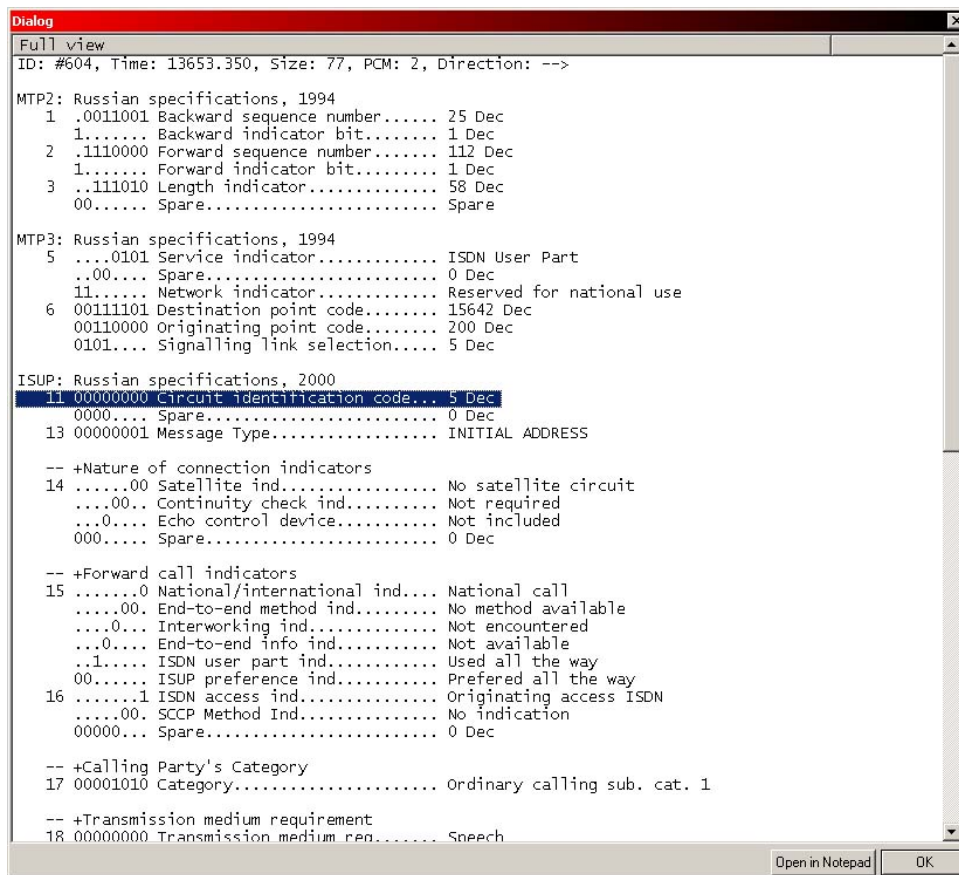 Dialog
Full view
ID: #604, Time: 13653.350, Size: 77, PCM: 2, Direction: -->
MTP2: Russian specifications, 1994
1 .0011001 Backward sequence number...... 25 Dec
1....... Backward indicator bit........ 1 Dec
2 .1110000 Forward sequence number....... 112 Dec
1....... Forward indicator bit......... 1 Dec
3 ..111010 Length indicator.............. 58 Dec
00...... Spare......................... Spare
MTP3: Russian specifications, 1994
5 ....0101 Service indicator............. ISDN User Part
..00.... Spare......................... 0 Dec
11...... Network indicator............. Reserved for national use
6 00111101 Destination point code........ 15642 Dec
00110000 Originating point code........ 200 Dec
0101.... Signalling link selection..... 5 Dec
ISUP: Russian specifications, 2000
11 00000000 Circuit identification code... 5 Dec
0000.... Spare......................... 0 Dec
13 00000001 Message Type.................. INITIAL ADDRESS
-- +Nature of connection indicators
14 ......00 Satellite ind................. No satellite circuit
....00.. Continuity check ind.......... Not required
...0.... Echo control device........... Not included
000..... Spare......................... 0 Dec
-- +Forward call indicators
15 .......0 National/international ind.... National call
.....00. End-to-end method ind......... No method available
....0... Interworking ind.............. Not encountered
...0.... End-to-end info ind........... Not available
..1..... ISDN user part ind............ Used all the way
00...... ISUP preference ind........... Prefered all the way
16 .......1 ISDN access ind............... Originating access ISDN
.....00. SCCP Method Ind............... No indication
00000... Spare......................... 0 Dec
-- +Calling Party's Category
17 00001010 Category...................... Ordinary calling sub. cat. 1
-- +Transmission medium requirement
18 00000000 Transmission medium req....... Speech
Open in Notepad OK